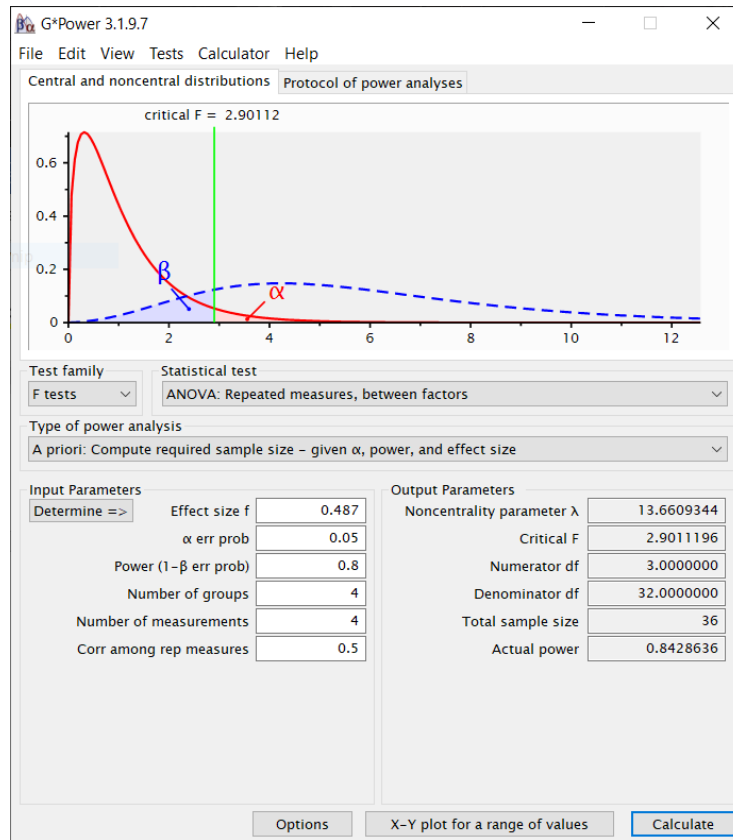 G*Power 3.1.9.7
File Edit View Tests Calculator Help
Central and noncentral distributions Protocol of power analyses
critical F = 2.90112
0.6
0.4
0.2
0
β
α
0 2 4 6 8 10 12
Test family Statistical test
F tests ANOVA: Repeated measures, between factors
Type of power analysis
A priori: Compute required sample size – given α, power, and effect size
Input Parameters Output Parameters
Determine => Effect size f 0.487 Noncentrality parameter λ 13.6609344
α err prob 0.05 Critical F 2.9011196
Power (1-β err prob) 0.8 Numerator df 3.0000000
Number of groups 4 Denominator df 32.0000000
Number of measurements 4 Total sample size 36
Corr among rep measures 0.5 Actual power 0.8428636
Options X-Y plot for a range of values Calculate